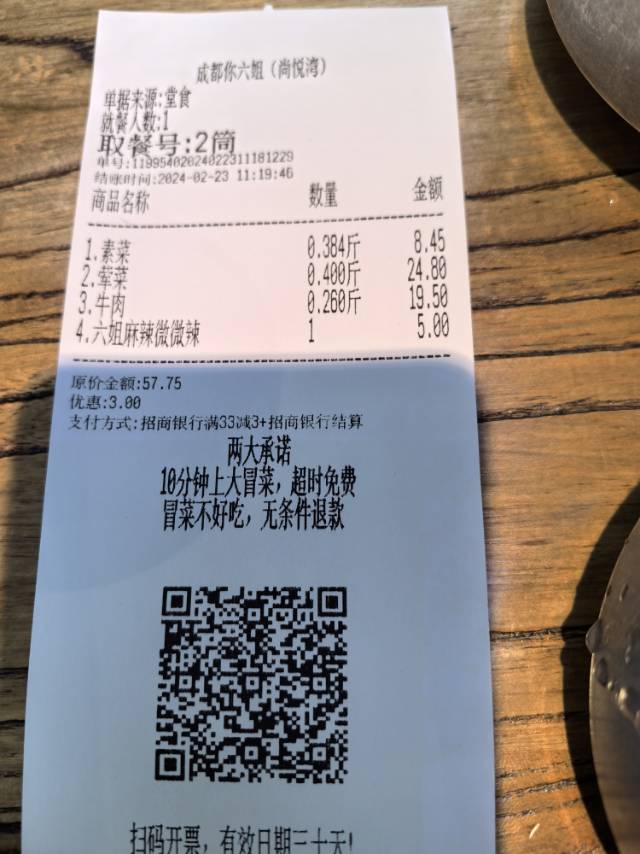 成都你六姐（尚悦湾）
单据来源:堂食
就餐人数:1
取餐号:2筒
单号:11995402024022311181229
结账时间:2024-02-23 11:19:46
商品名称 数量 金额
1.素菜 0.384斤 8.45
2.荤菜 0.400斤 24.80
3.牛肉 0.260斤 19.50
4.六姐麻辣微微辣 1 5.00
原价金额:57.75
优惠:3.00
支付方式:招商银行满33减3+招商银行结算
两大承诺
10分钟上大冒菜，超时免费
冒菜不好吃，无条件退款
扫码开票，有效日期三十天!